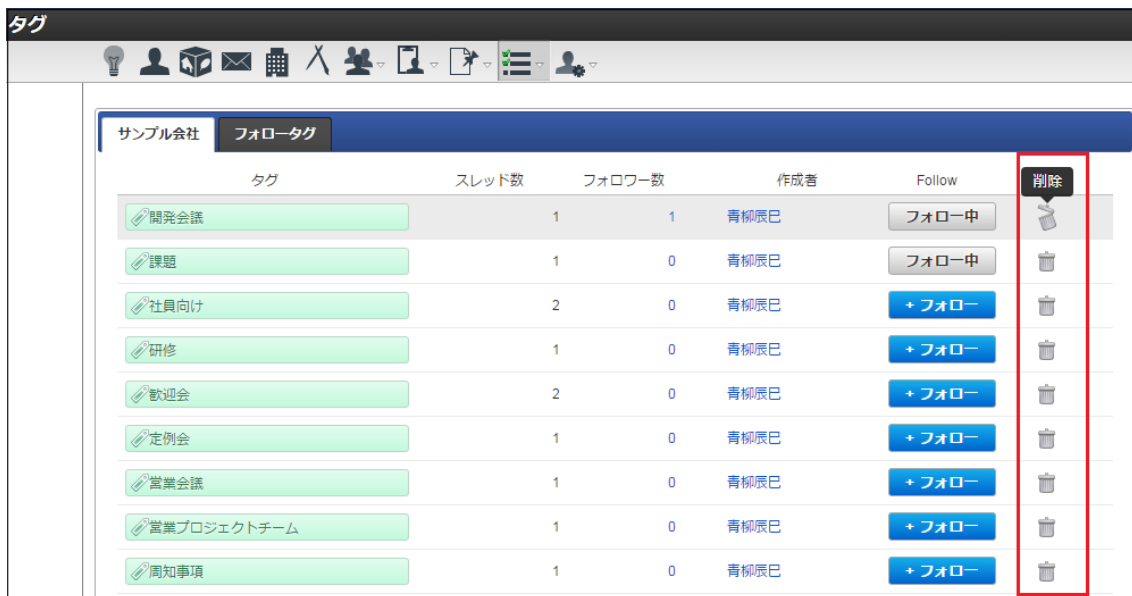 タグ
サンプル会社 フォロータグ
タグ スレッド数 フォロワー数 作成者 Follow 削除
開発会議 1 1 青柳辰巳 フォロー中
課題 1 0 青柳辰巳 フォロー中
社員向け 2 0 青柳辰巳 + フォロー
研修 1 0 青柳辰巳 + フォロー
歓迎会 2 0 青柳辰巳 + フォロー
定例会 1 0 青柳辰巳 + フォロー
営業会議 1 0 青柳辰巳 + フォロー
営業プロジェクトチーム 1 0 青柳辰巳 + フォロー
周知事項 1 0 青柳辰巳 + フォロー